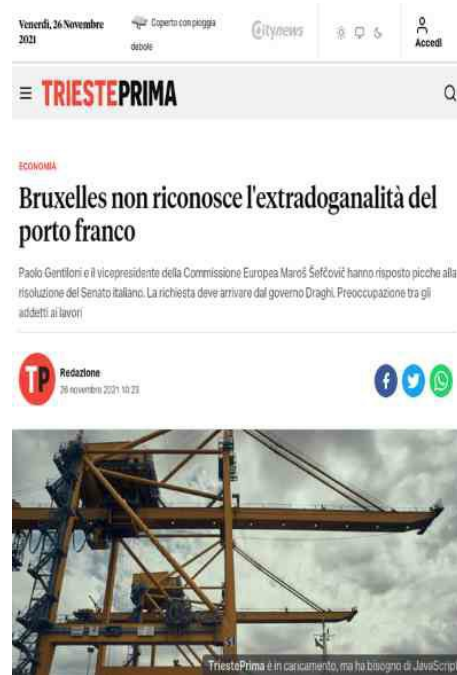 Venerdì, 26 Novembre
2021
Coperto con pioggia
debole
Citynews
Accedi
TRIESTEPRIMA
ECONOMIA
Bruxelles non riconosce l'extradoganalità del
porto franco
Paolo Gentiloni e il vicepresidente della Commissione Europea Maroš Šefčovič hanno risposto picche alla
risoluzione del Senato italiano. La richiesta deve arrivare dal governo Draghi. Preoccupazione tra gli
addetti ai lavori
TP
Redazione
26 novembre 2021 10:23
TriestePrima è in caricamento, ma ha bisogno di JavaScript